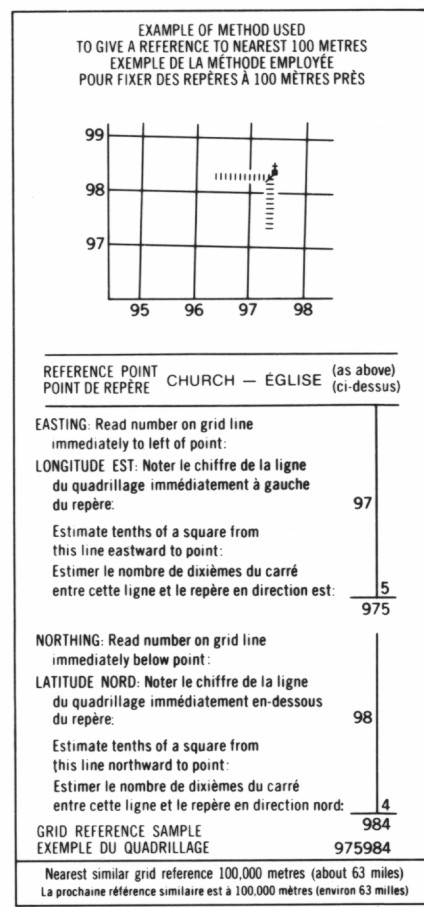 EXAMPLE OF METHOD USED
TO GIVE A REFERENCE TO NEAREST 100 METRES
EXEMPLE DE LA MÉTHODE EMPLOYÉE
POUR FIXER DES REPÈRES À 100 MÈTRES PRÈS
99
98
97
95 96 97 98
REFERENCE POINT
POINT DE REPÈRE
CHURCH — ÉGLISE
(as above)
(ci-dessus)
EASTING: Read number on grid line
immediately to left of point:
LONGITUDE EST: Noter le chiffre de la ligne
du quadrillage immédiatement à gauche
du repère: 97
Estimate tenths of a square from
this line eastward to point:
Estimer le nombre de dixièmes du carré
entre cette ligne et le repère en direction est: 5
975
NORTHING: Read number on grid line
immediately below point:
LATITUDE NORD: Noter le chiffre de la ligne
du quadrillage immédiatement en-dessous
du repère: 98
Estimate tenths of a square from
this line northward to point:
Estimer le nombre de dixièmes du carré
entre cette ligne et le repère en direction nord: 4
984
GRID REFERENCE SAMPLE
EXEMPLE DU QUADRILLAGE 975984
Nearest similar grid reference 100,000 metres (about 63 miles)
La prochaine référence similaire est à 100,000 mètres (environ 63 milles)